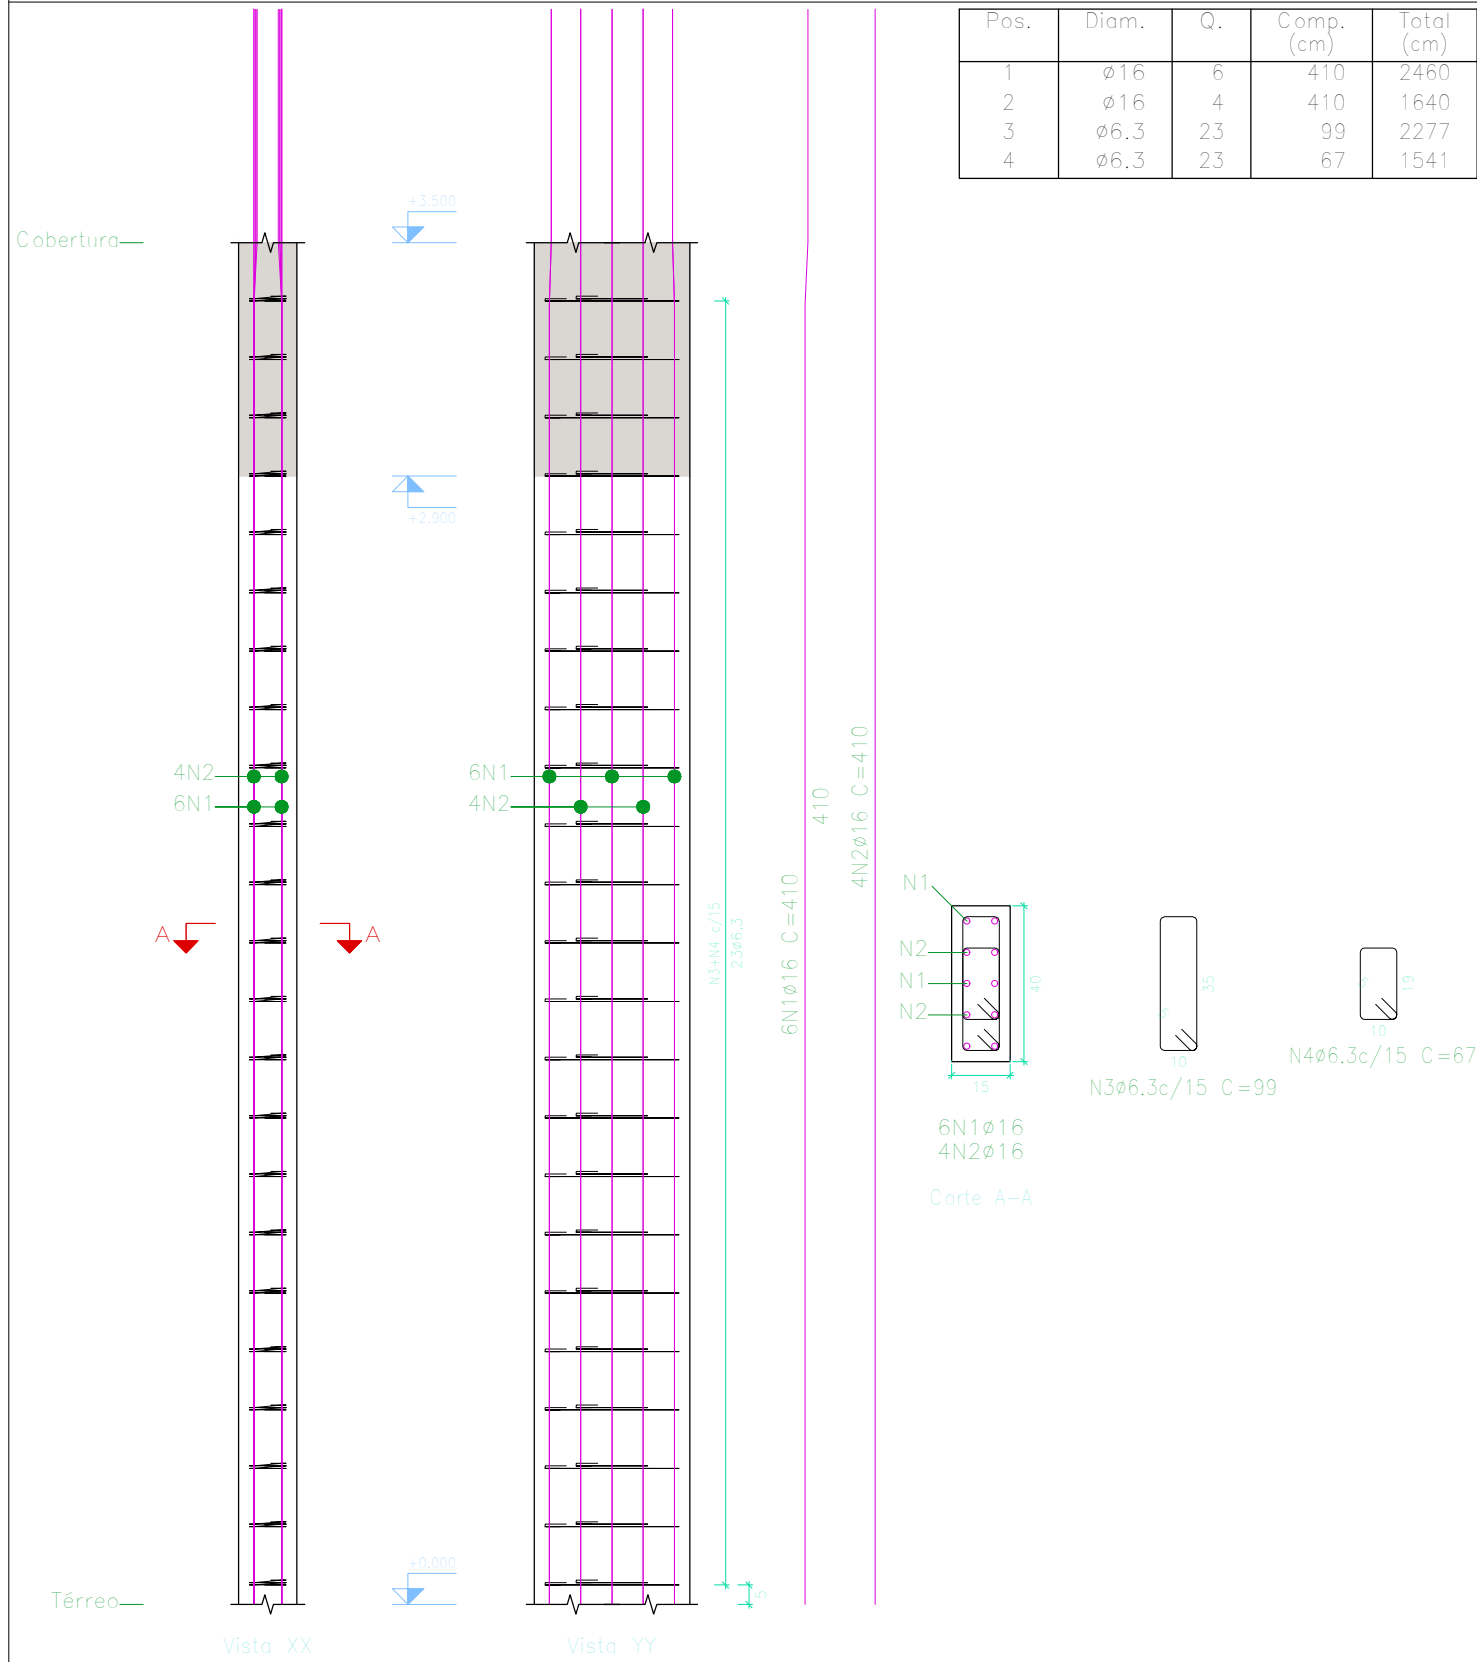 Pos. Diam. Q. Comp. (cm) Total (cm)
1 ø16 6 410 2460
2 ø16 4 410 1640
3 ø6.3 23 99 2277
4 ø6.3 23 67 1541
+3.500
Cobertura
+2.900
4N2
6N1
6N1
4N2
A
A
N3+N4 c/15
23ø6.3
5
6N1ø16 C=410
410
4N2ø16 C=410
N1
N2
N1
N2
40
15
6N1ø16
4N2ø16
Corte A-A
35
5
10
N3ø6.3c/15 C=99
19
5
10
N4ø6.3c/15 C=67
+0.000
Térreo
Vista XX
Vista YY